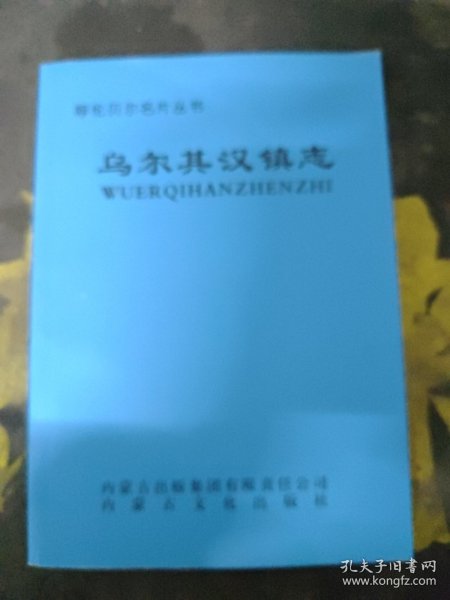 呼伦贝尔名片丛书
乌尔其汉镇志
WUERQIHANZHENZHI
内蒙古出版集团有限责任公司
内蒙古文化出版社
孔夫子旧书网
www.kongfz.com